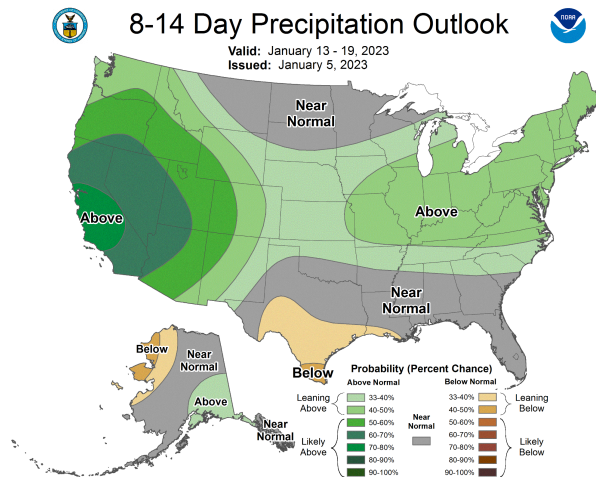 8-14 Day Precipitation Outlook
Valid: January 13 - 19, 2023
Issued: January 5, 2023
NOAA
Near
Normal
Above
Above
Near
Normal
Below
Below
Near
Normal
Above
Near
Normal
Probability (Percent Chance)
Above Normal
Below Normal
Leaning
Above
33-40%
40-50%
Likely
Above
50-60%
60-70%
70-80%
80-90%
90-100%
Near
Normal
33-40%
40-50%
Leaning
Below
50-60%
60-70%
70-80%
80-90%
90-100%
Likely
Below